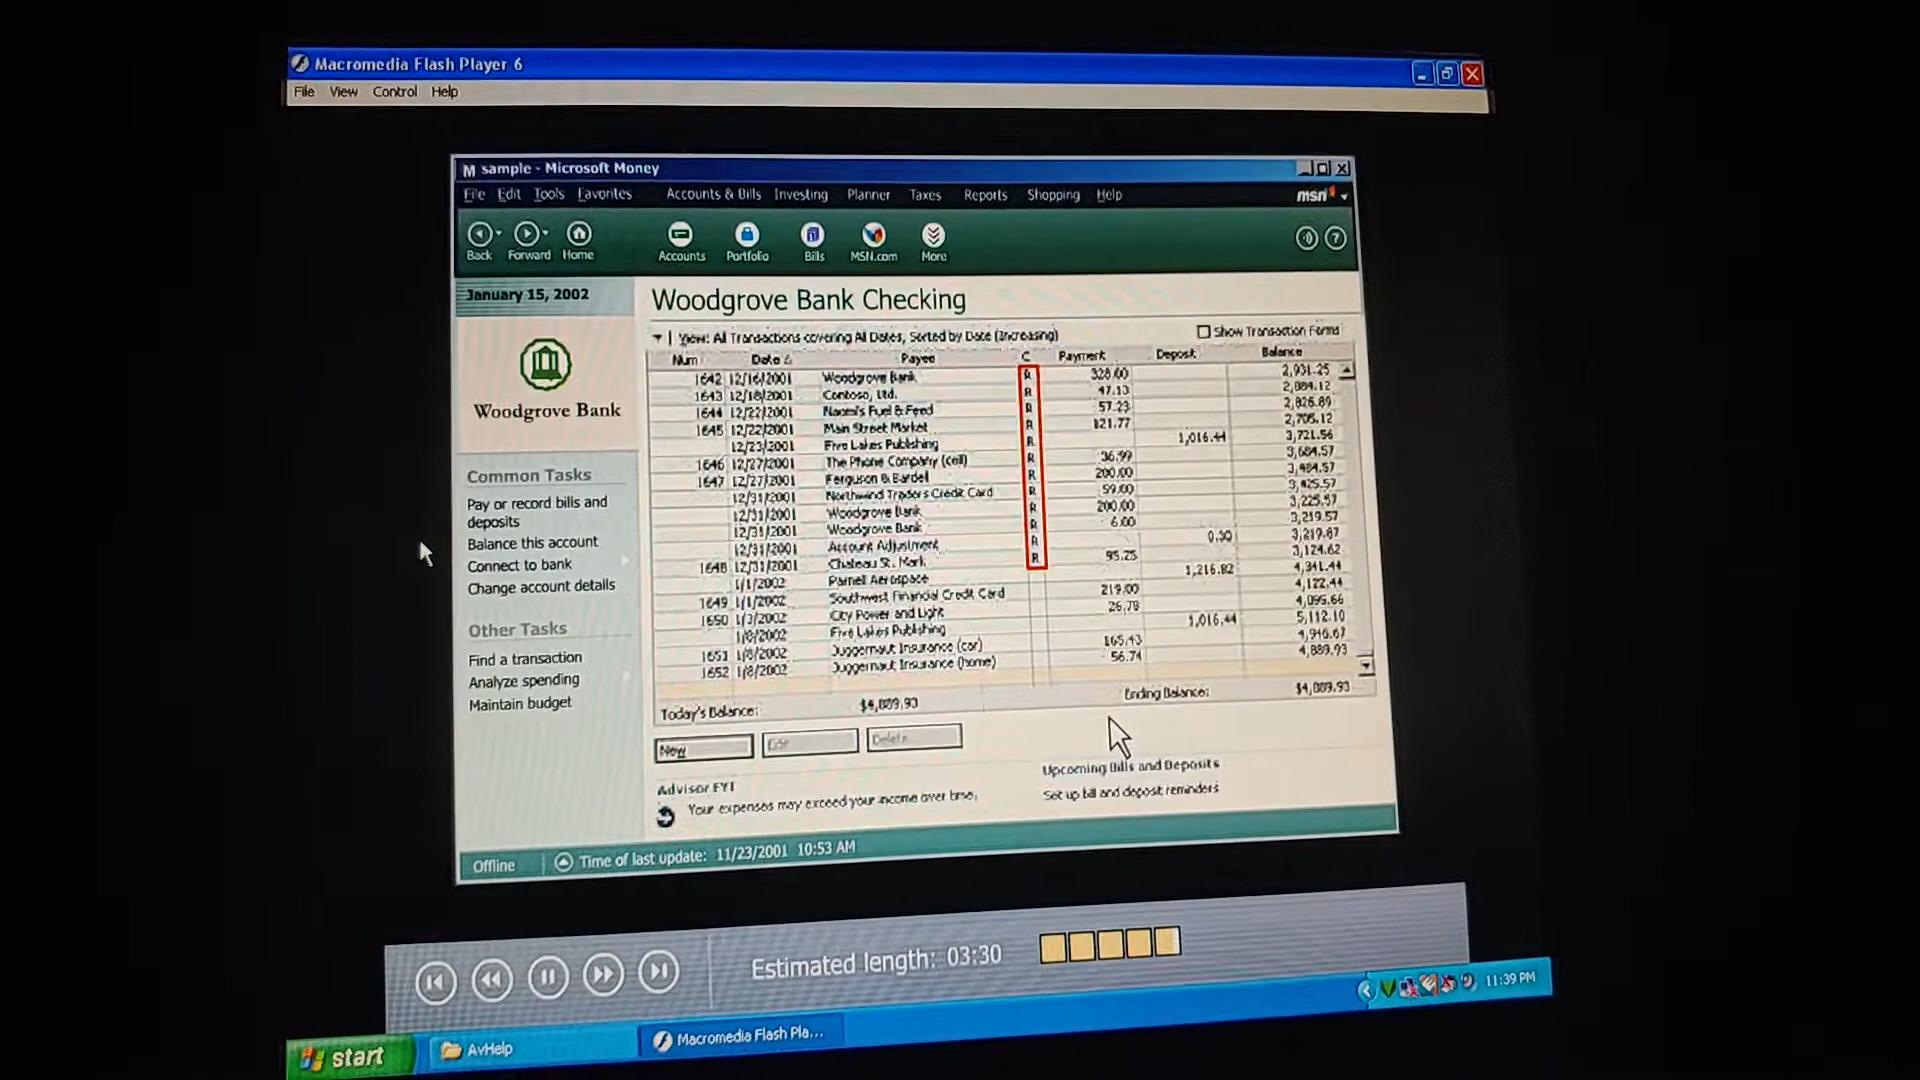 Macromedia Flash Player 6
File View Control Help
sample - Microsoft Money
File Edit Tools Favorites Accounts & Bills Investing Planner Taxes Reports Shopping Help msn
Back Forward Home Accounts Portfolio Bills MSN.com More
January 15, 2002
Woodgrove Bank
Common Tasks
Pay or record bills and
deposits
Balance this account
Connect to bank
Change account details
Other Tasks
Find a transaction
Analyze spending
Maintain budget
Woodgrove Bank Checking
View: All Transactions covering All Dates, Sorted by Date (Increasing) Show Transaction Forms
Num Date Payee C Payment Deposit Balance
1642 12/16/2001 Woodgrove Bank R 328.00 2,931.25
1643 12/18/2001 Contoso, Ltd. R 47.13 2,884.12
1644 12/22/2001 Naomi's Fuel & Feed R 57.23 2,826.89
1645 12/22/2001 Main Street Market R 121.77 2,705.12
12/23/2001 Five Lakes Publishing R 1,016.44 3,721.56
1646 12/27/2001 The Phone Company (cell) R 36.99 3,684.57
1647 12/27/2001 Ferguson & Bardell R 200.00 3,484.57
12/31/2001 Northwind Traders Credit Card R 59.00 3,425.57
12/31/2001 Woodgrove Bank R 200.00 3,225.57
12/31/2001 Woodgrove Bank R 6.00 3,219.57
12/31/2001 Account Adjustment R 0.30 3,219.87
1648 12/31/2001 Chateau St. Mark R 95.25 3,124.62
1/1/2002 Parnell Aerospace 1,216.82 4,341.44
1649 1/1/2002 Southwest Financial Credit Card 219.00 4,122.44
1650 1/3/2002 City Power and Light 26.78 4,095.66
1/8/2002 Five Lakes Publishing 1,016.44 5,112.10
1651 1/8/2002 Juggernaut Insurance (car) 165.43 4,946.67
1652 1/8/2002 Juggernaut Insurance (home) 56.74 4,889.93
Today's Balance: $4,889.93 Ending Balance: $4,889.93
New Edit Delete
Advisor FYI
Your expenses may exceed your income over time.
Upcoming Bills and Deposits
Set up bill and deposit reminders
Offline Time of last update: 11/23/2001 10:53 AM
Estimated length: 03:30
start AvHelp Macromedia Flash Pla... 11:39 PM